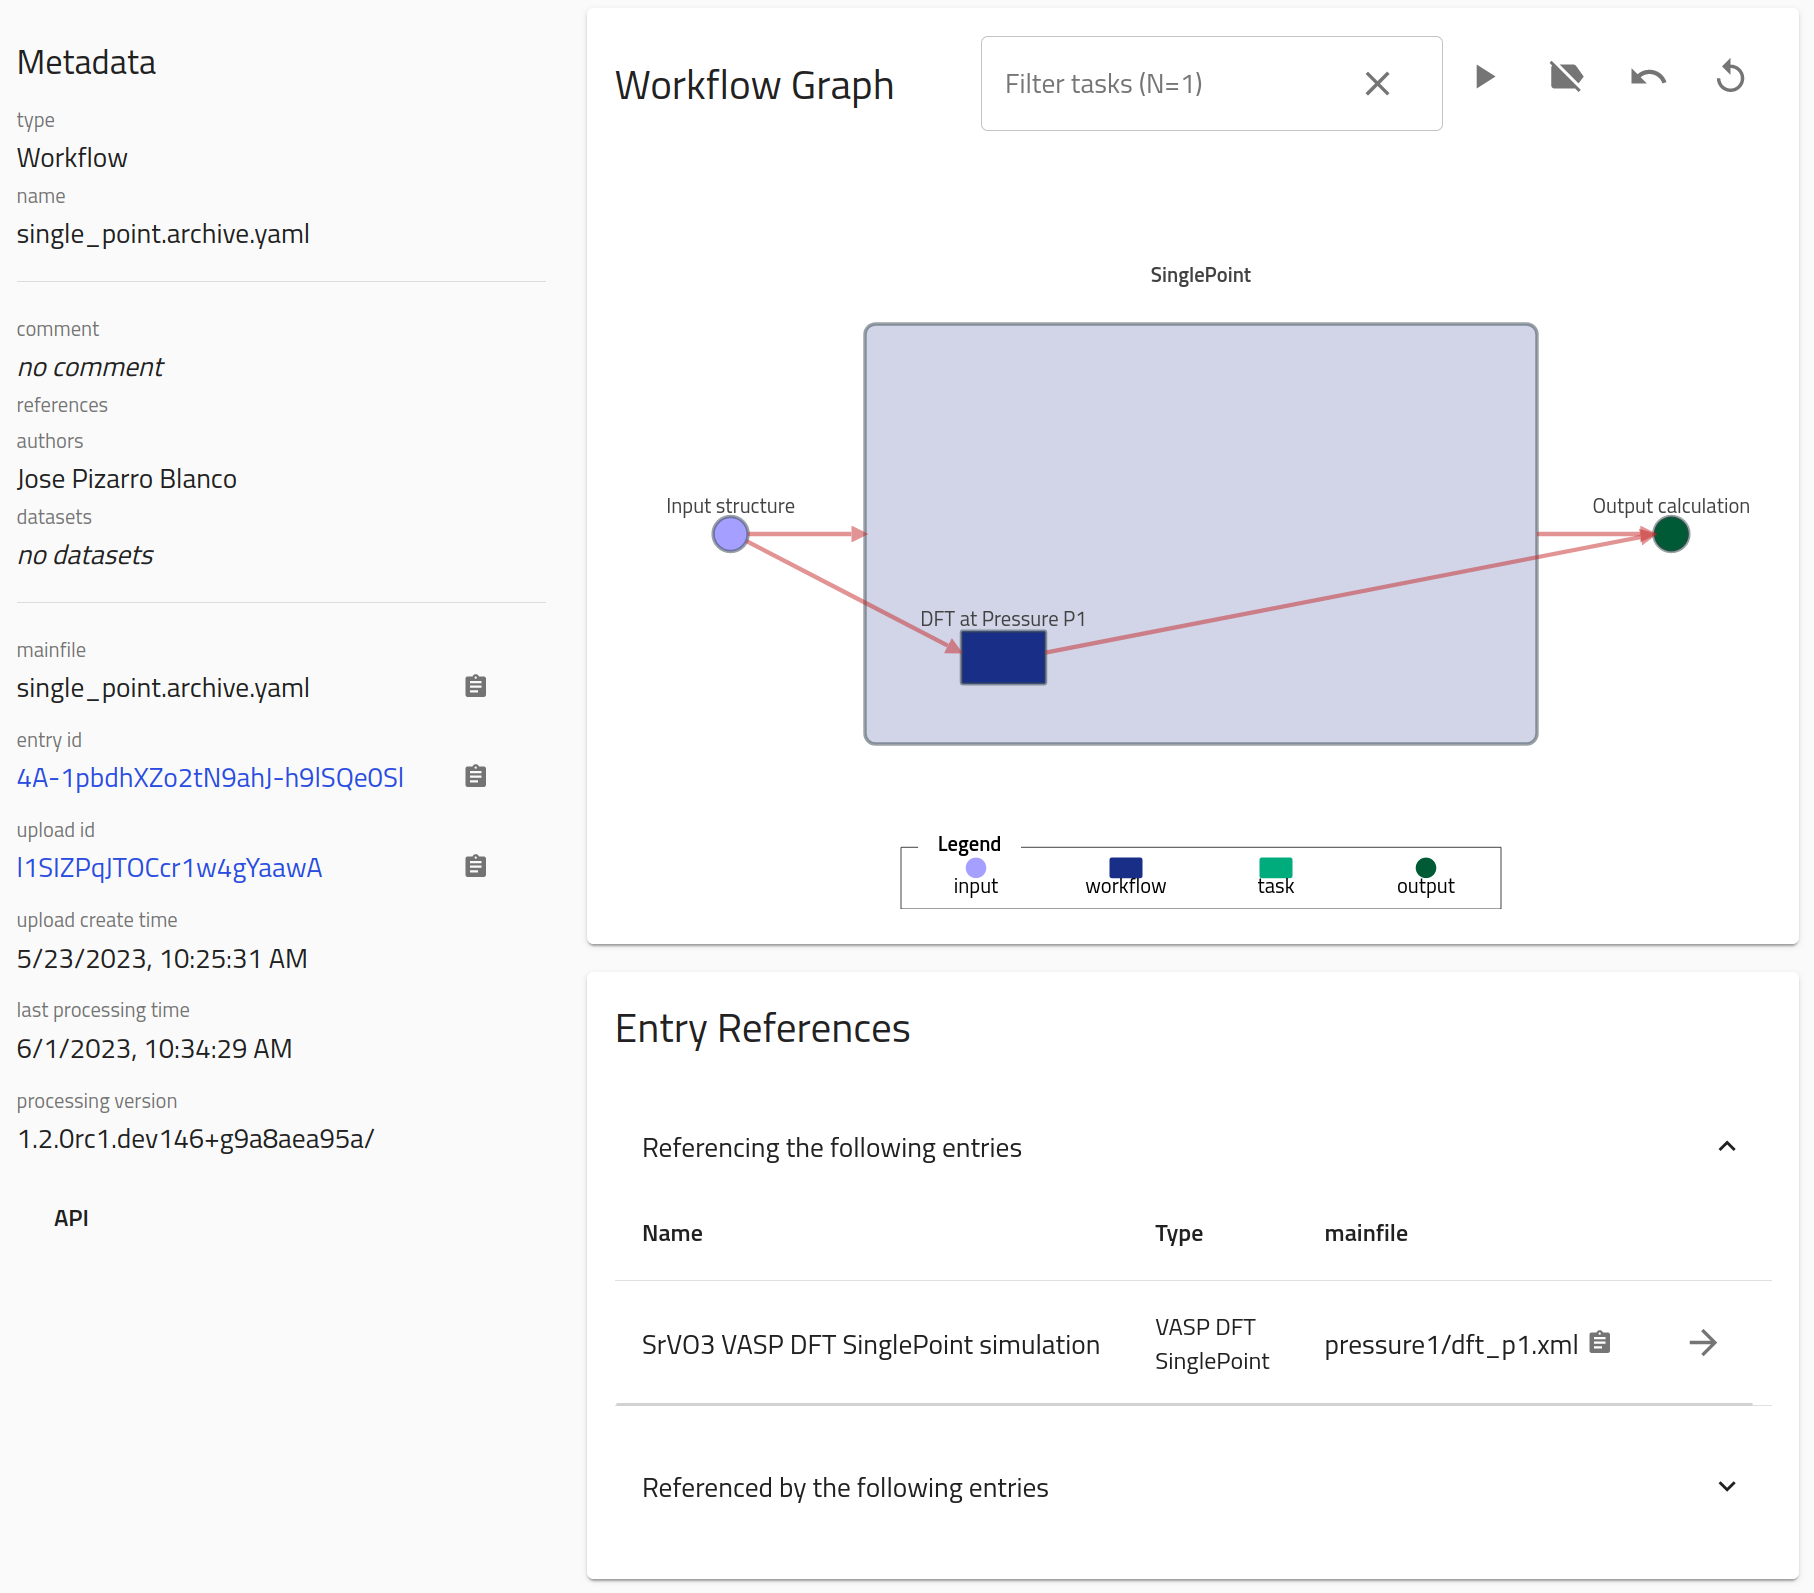 Metadata
type
Workflow
name
single_point.archive.yaml
comment
no comment
references
authors
Jose Pizarro Blanco
datasets
no datasets
mainfile
single_point.archive.yaml
entry id
4A-1pbdhXZo2tN9ahJ-h9lSQe0Sl
upload id
l1SlZPqJTOCcr1w4gYaawA
upload create time
5/23/2023, 10:25:31 AM
last processing time
6/1/2023, 10:34:29 AM
processing version
1.2.0rc1.dev146+g9a8aea95a/
API
Workflow Graph
Filter tasks (N=1)
SinglePoint
Input structure
Output calculation
DFT at Pressure P1
Legend
input workflow task output
Entry References
Referencing the following entries
Name Type mainfile
SrVO3 VASP DFT SinglePoint simulation
VASP DFT
SinglePoint
pressure1/dft_p1.xml
Referenced by the following entries